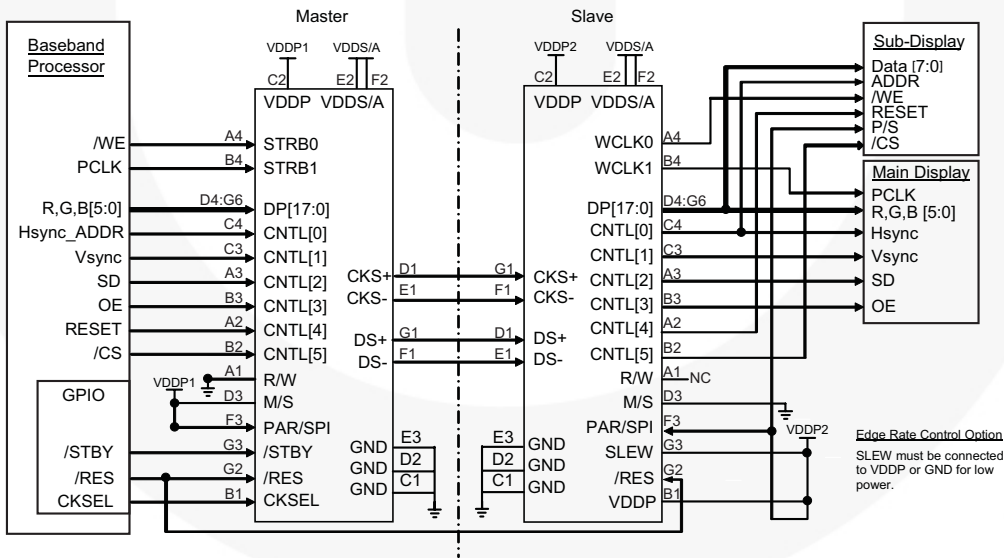 Master Slave
Baseband
Processor
VDDP1 VDDS/A
C2 E2 F2
VDDP VDDS/A
/WE A4 STRB0
PCLK B4 STRB1
R,G,B[5:0] D4:G6 DP[17:0]
Hsync_ADDR C4 CNTL[0]
Vsync C3 CNTL[1]
SD A3 CNTL[2]
OE B3 CNTL[3]
RESET A2 CNTL[4]
/CS B2 CNTL[5]
A1 R/W
VDDP1 D3 M/S
GPIO
F3 PAR/SPI
/STBY G3 /STBY
/RES G2 /RES
CKSEL B1 CKSEL
CKS+ D1 G1 CKS+
CKS- E1 F1 CKS-
DS+ G1 D1 DS+
DS- F1 E1 DS-
GND E3 E3 GND
GND D2 D2 GND
GND C1 C1 GND
VDDP2 VDDS/A
C2 E2 F2
VDDP VDDS/A
WCLK0 A4
WCLK1 B4
DP[17:0] D4:G6
CNTL[0] C4
CNTL[1] C3
CNTL[2] A3
CNTL[3] B3
CNTL[4] A2
CNTL[5] B2
R/W A1 NC
M/S D3
PAR/SPI F3
SLEW G3
/RES G2
VDDP B1
VDDP2
Sub-Display
Data [7:0]
ADDR
/WE
RESET
P/S
/CS
Main Display
PCLK
R,G,B [5:0]
Hsync
Vsync
SD
OE
Edge Rate Control Option
SLEW must be connected
to VDDP or GND for low
power.